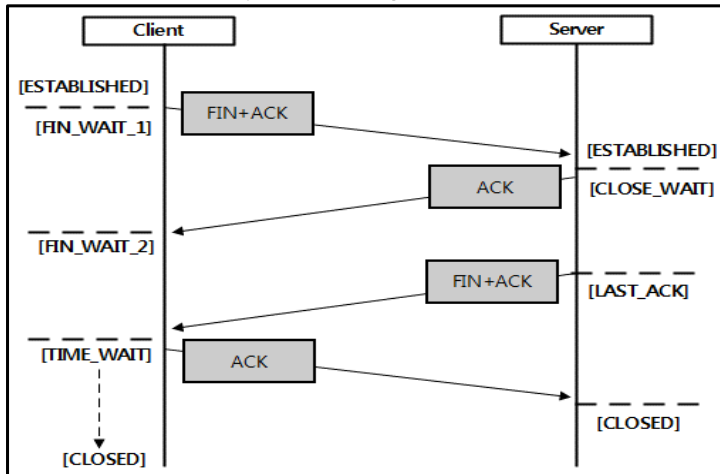 Client
Server
[ESTABLISHED]
FIN+ACK
[FIN_WAIT_1]
[ESTABLISHED]
ACK
[CLOSE_WAIT]
[FIN_WAIT_2]
FIN+ACK
[LAST_ACK]
[TIME_WAIT]
ACK
[CLOSED]
[CLOSED]